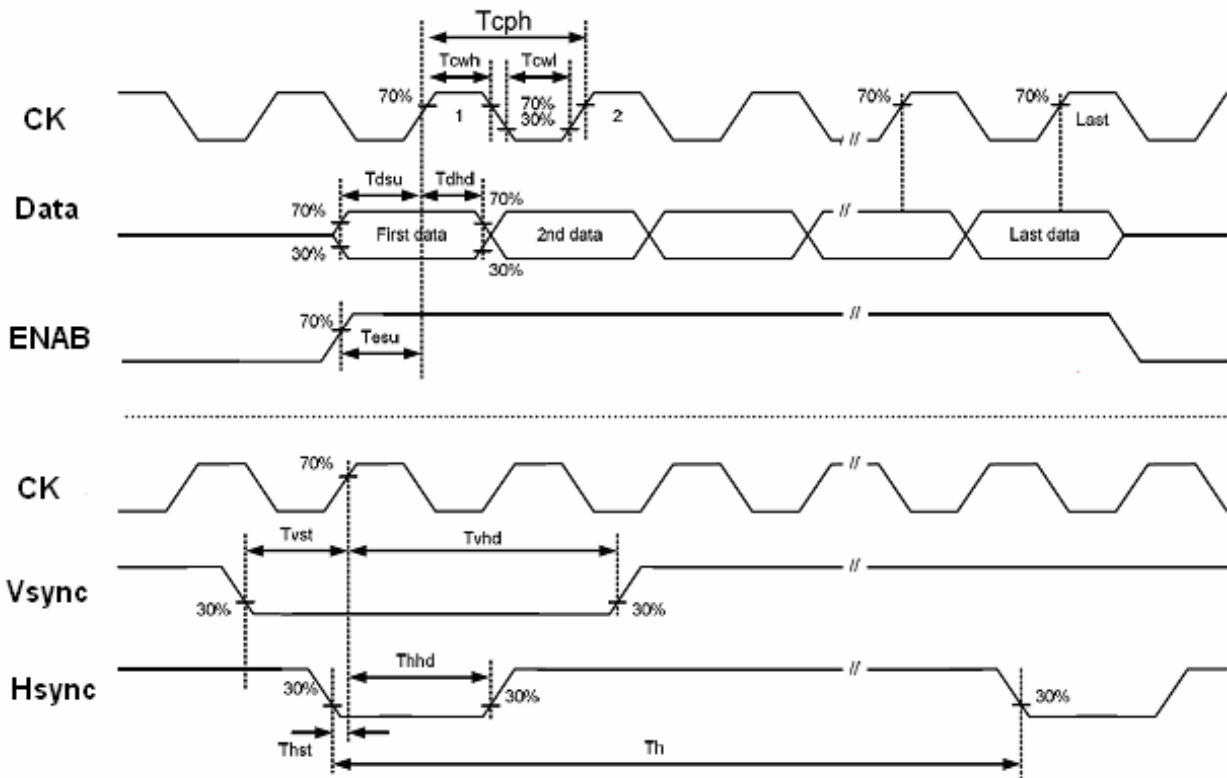 Tcph
Tcwh Tcwl
CK 70% 1 70% 30% 2 // 70% 70% Last
Tdsu Tdhd
Data 70% 30% First data 70% 30% 2nd data // Last data
ENAB 70% Tesu //
CK 70% //
Tvst Tvhd
Vsync 30% 30% //
Thhd
Hsync 30% 30% // 30%
Thst Th